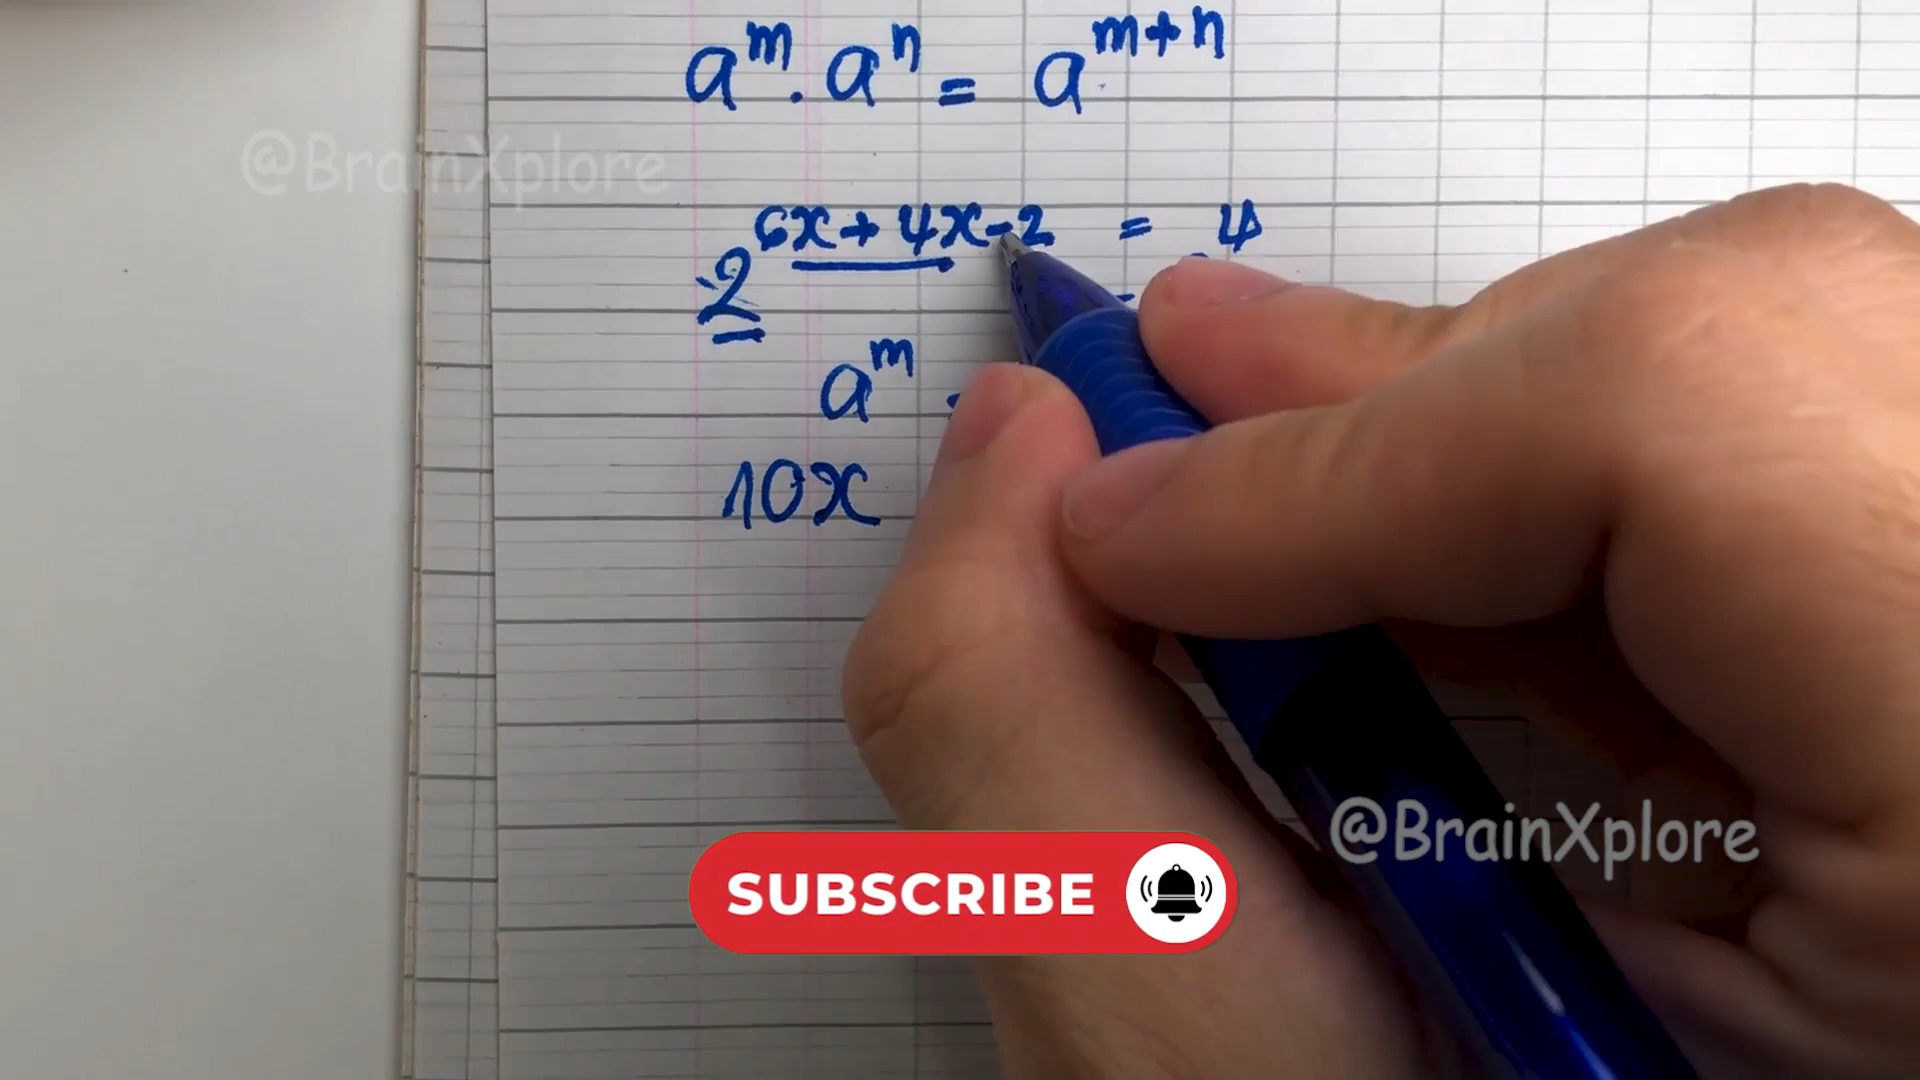 a^m . a^n = a^{m+n}
@BrainXplore
2^{6x+4x-2} = 4
a^m
10x
@BrainXplore
SUBSCRIBE